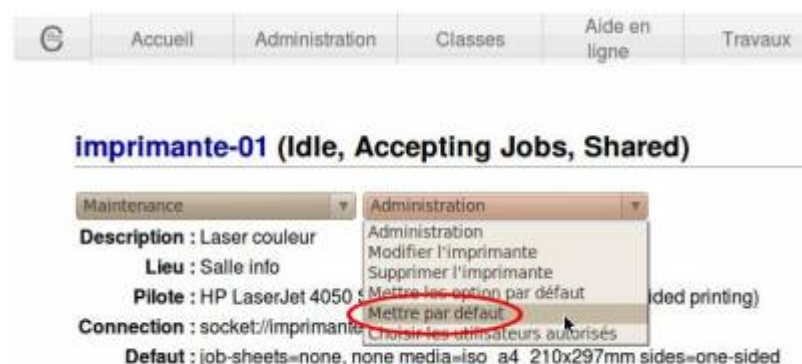 Accueil Administration Classes Aide en ligne Travaux
imprimante-01 (Idle, Accepting Jobs, Shared)
Maintenance Administration
Description : Laser couleur
Lieu : Salle info
Pilote : HP LaserJet 4050 ided printing)
Connection : socket://imprimante
Defaut : job-sheets=none, none media=iso_a4_210x297mm sides=one-sided
Administration
Modifier l'imprimante
Supprimer l'imprimante
Mettre les option par défaut
Mettre par défaut
Choisir les utilisateurs autorisés